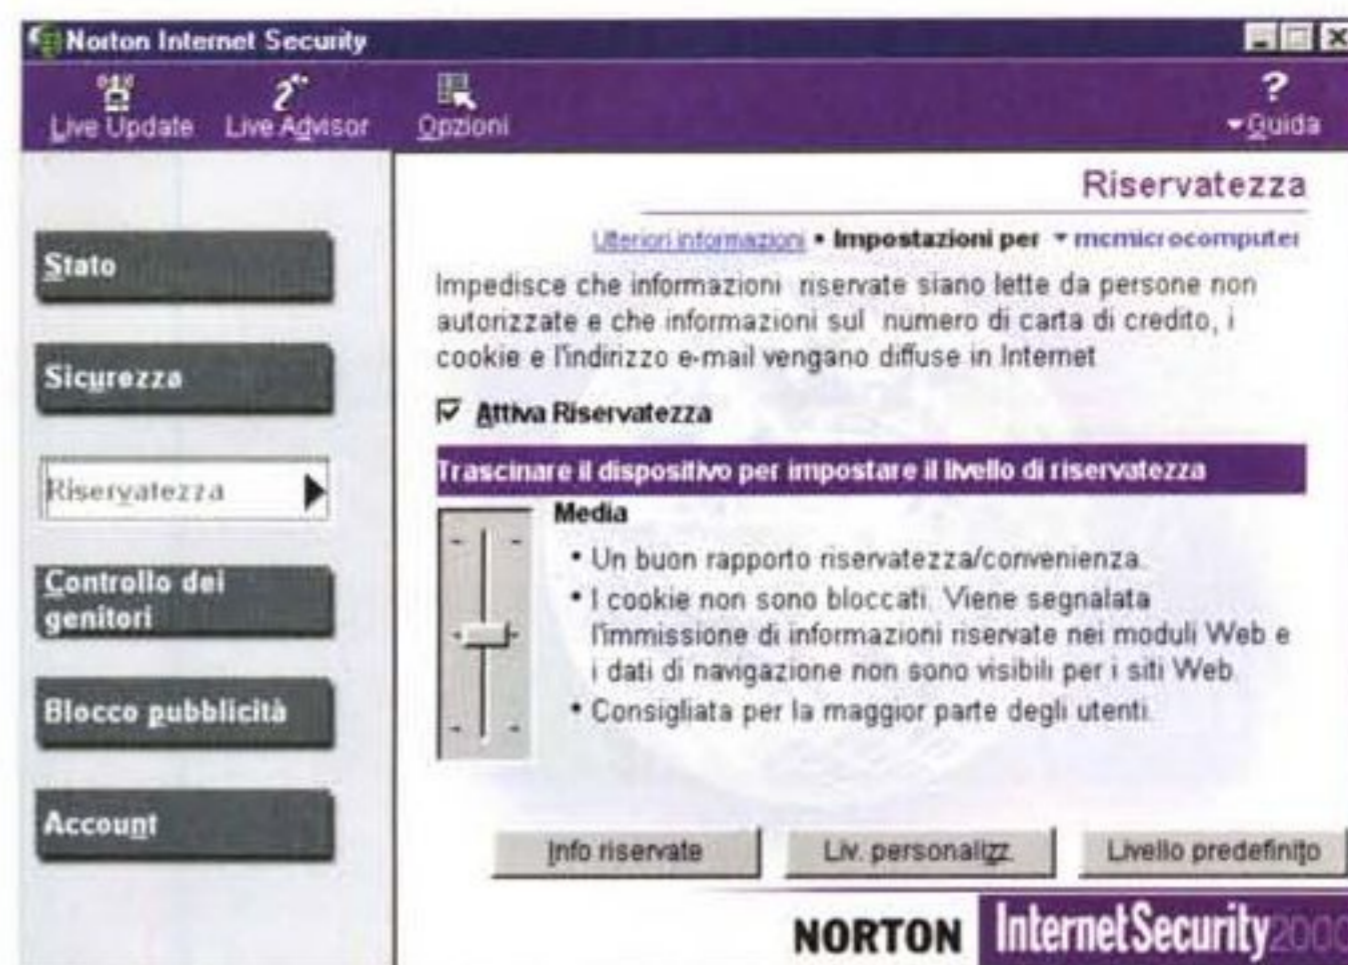 Norton Internet Security
Live Update Live Advisor Opzioni ? Guida
Riservatezza
Ulteriori informazioni • Impostazioni per mcmicrocomputer
Impedisce che informazioni riservate siano lette da persone non
autorizzate e che informazioni sul numero di carta di credito, i
cookie e l'indirizzo e-mail vengano diffuse in Internet
Attiva Riservatezza
Trascinare il dispositivo per impostare il livello di riservatezza
Media
• Un buon rapporto riservatezza/convenienza.
• I cookie non sono bloccati. Viene segnalata
l'immissione di informazioni riservate nei moduli Web e
i dati di navigazione non sono visibili per i siti Web.
• Consigliata per la maggior parte degli utenti.
Stato
Sicurezza
Riservatezza
Controllo dei
genitori
Blocco pubblicità
Account
Info riservate Liv. personalizz. Livello predefinito
NORTON InternetSecurity 2000